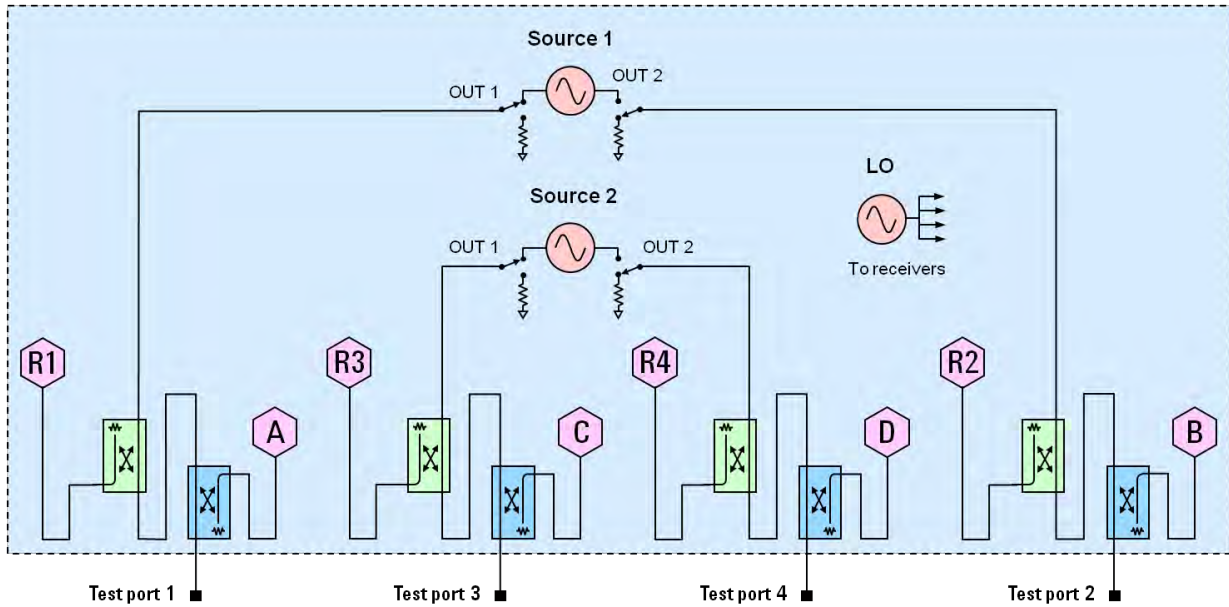 Source 1
OUT 1
OUT 2
LO
Source 2
OUT 1
OUT 2
To receivers
R1
R3
R4
R2
A
C
D
B
Test port 1
Test port 3
Test port 4
Test port 2